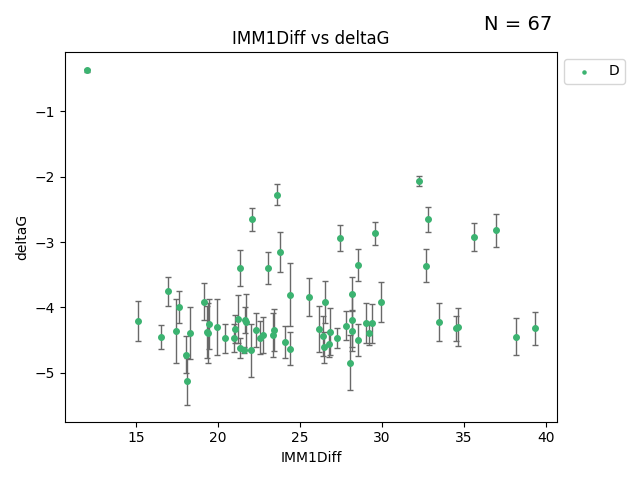 N = 67
IMM1Diff vs deltaG
D
deltaG
−1
−2
−3
−4
−5
15 20 25 30 35 40
IMM1Diff